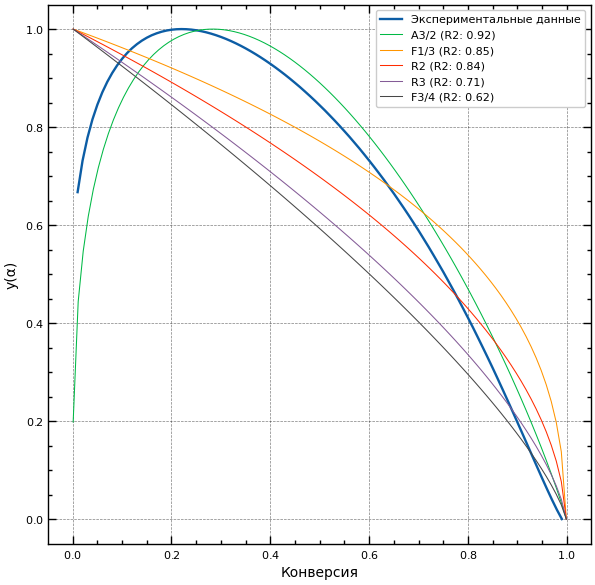 Экспериментальные данные
A3/2 (R2: 0.92)
F1/3 (R2: 0.85)
R2 (R2: 0.84)
R3 (R2: 0.71)
F3/4 (R2: 0.62)
y(α)
1.0
0.8
0.6
0.4
0.2
0.0
0.0 0.2 0.4 0.6 0.8 1.0
Конверсия